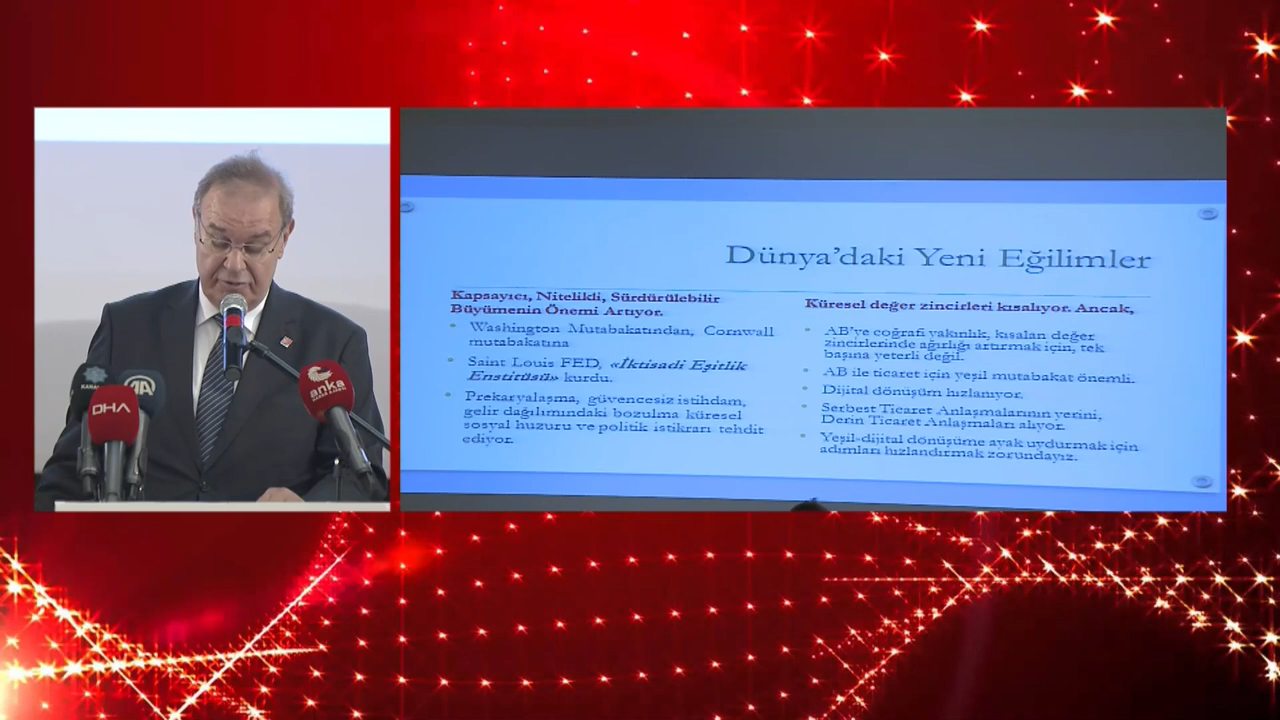 Dünya'daki Yeni Eğilimler
Kapsayıcı, Nitelikli, Sürdürülebilir
Büyümenin Önemi Artıyor.
Washington Mutabakatından, Cornwall
mutabakatına
Saint Louis FED, «İktisadi Eşitlik
Enstitüsü» kurdu.
Prekaryalaşma, güvencesiz istihdam,
gelir dağılımındaki bozulma küresel
sosyal huzuru ve politik istikrarı tehdit
ediyor.
Küresel değer zincirleri kısalıyor. Ancak,
AB'ye coğrafi yakınlık, kısalan değer
zincirlerinde ağırlığı artırmak için, tek
başına yeterli değil.
AB ile ticaret için yeşil mutabakat önemli.
Dijital dönüşüm hızlanıyor.
Serbest Ticaret Anlaşmalarının yerini,
Derin Ticaret Anlaşmaları alıyor.
Yeşil-dijital dönüşüme ayak uydurmak için
adımları hızlandırmak zorundayız.
DHA
AA
anka